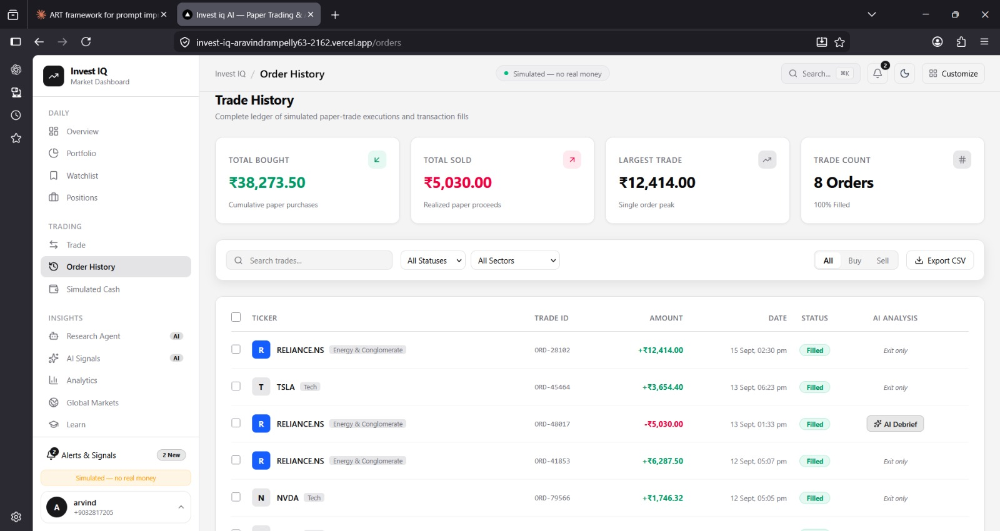 ART framework for prompt imp
Invest iq AI — Paper Trading &
invest-iq-aravindrampelly63-2162.vercel.app/orders
Invest IQ
Market Dashboard
Invest IQ / Order History
Simulated — no real money
Search... ⌘K
2
Customize
DAILY
Overview
Portfolio
Watchlist
Positions
TRADING
Trade
Order History
Simulated Cash
INSIGHTS
Research Agent AI
AI Signals AI
Analytics
Global Markets
Learn
2
Alerts & Signals 2 New
Simulated — no real money
A
arvind
+9032817205
Trade History
Complete ledger of simulated paper-trade executions and transaction fills
TOTAL BOUGHT
₹38,273.50
Cumulative paper purchases
TOTAL SOLD
₹5,030.00
Realized paper proceeds
LARGEST TRADE
₹12,414.00
Single order peak
TRADE COUNT #
8 Orders
100% Filled
Search trades... All Statuses All Sectors All Buy Sell Export CSV
TICKER TRADE ID AMOUNT DATE STATUS AI ANALYSIS
R RELIANCE.NS Energy & Conglomerate ORD-28102 +₹12,414.00 15 Sept, 02:30 pm Filled Exit only
T TSLA Tech ORD-45464 +₹3,654.40 13 Sept, 06:23 pm Filled Exit only
R RELIANCE.NS Energy & Conglomerate ORD-48017 -₹5,030.00 13 Sept, 01:33 pm Filled AI Debrief
R RELIANCE.NS Energy & Conglomerate ORD-41853 +₹6,287.50 12 Sept, 05:07 pm Filled Exit only
N NVDA Tech ORD-79566 +₹1,746.32 12 Sept, 05:05 pm Filled Exit only